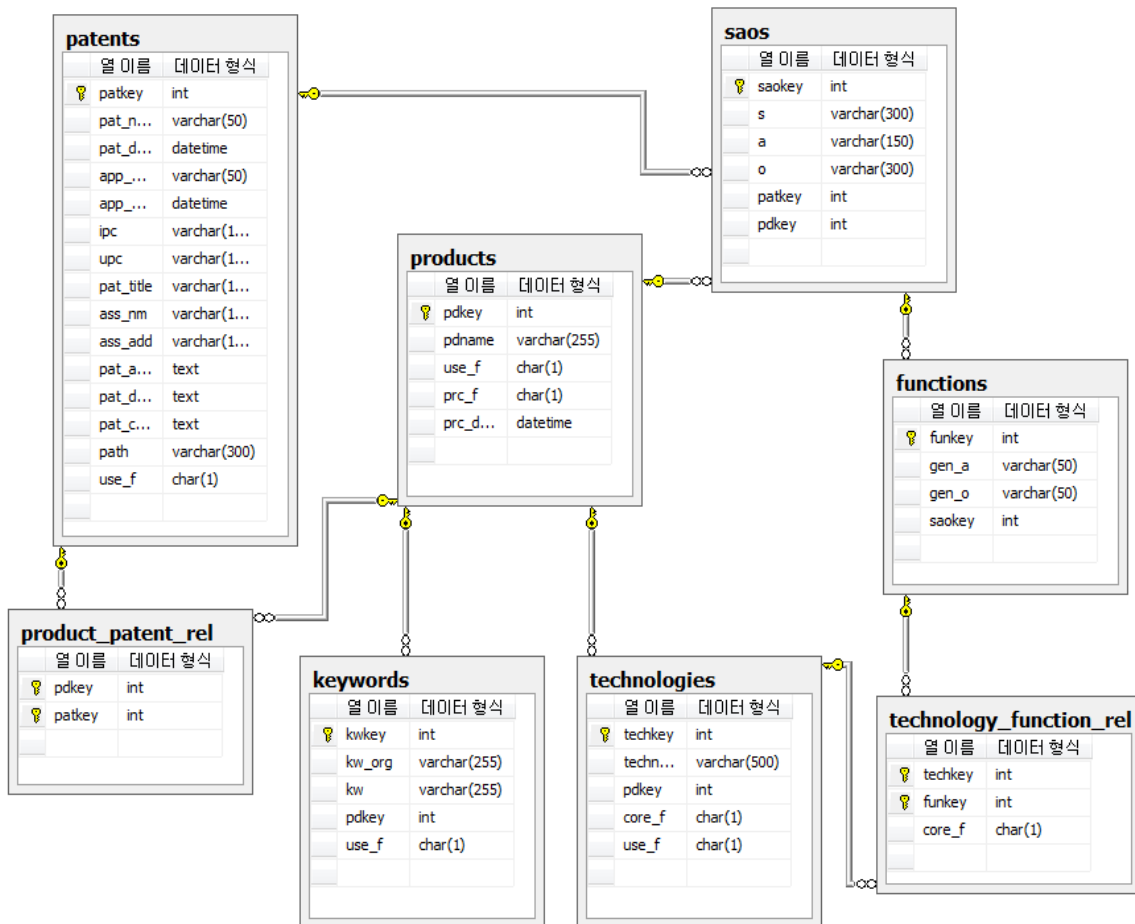 patents
열 이름 데이터 형식
patkey int
pat_n... varchar(50)
pat_d... datetime
app_... varchar(50)
app_... datetime
ipc varchar(1...
upc varchar(1...
pat_title varchar(1...
ass_nm varchar(1...
ass_add varchar(1...
pat_a... text
pat_d... text
pat_c... text
path varchar(300)
use_f char(1)
saos
열 이름 데이터 형식
saokey int
s varchar(300)
a varchar(150)
o varchar(300)
patkey int
pdkey int
products
열 이름 데이터 형식
pdkey int
pdname varchar(255)
use_f char(1)
prc_f char(1)
prc_d... datetime
functions
열 이름 데이터 형식
funkey int
gen_a varchar(50)
gen_o varchar(50)
saokey int
product_patent_rel
열 이름 데이터 형식
pdkey int
patkey int
keywords
열 이름 데이터 형식
kwkey int
kw_org varchar(255)
kw varchar(255)
pdkey int
use_f char(1)
technologies
열 이름 데이터 형식
techkey int
techn... varchar(500)
pdkey int
core_f char(1)
use_f char(1)
technology_function_rel
열 이름 데이터 형식
techkey int
funkey int
core_f char(1)